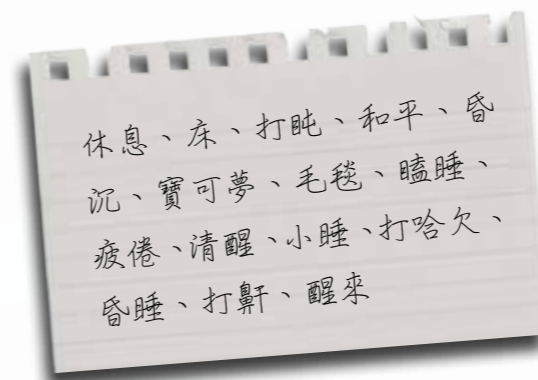 休息、床、打盹、和平、昏
沉、寶可夢、毛毯、瞌睡、
疲倦、清醒、小睡、打哈欠、
昏睡、打鼾、醒來